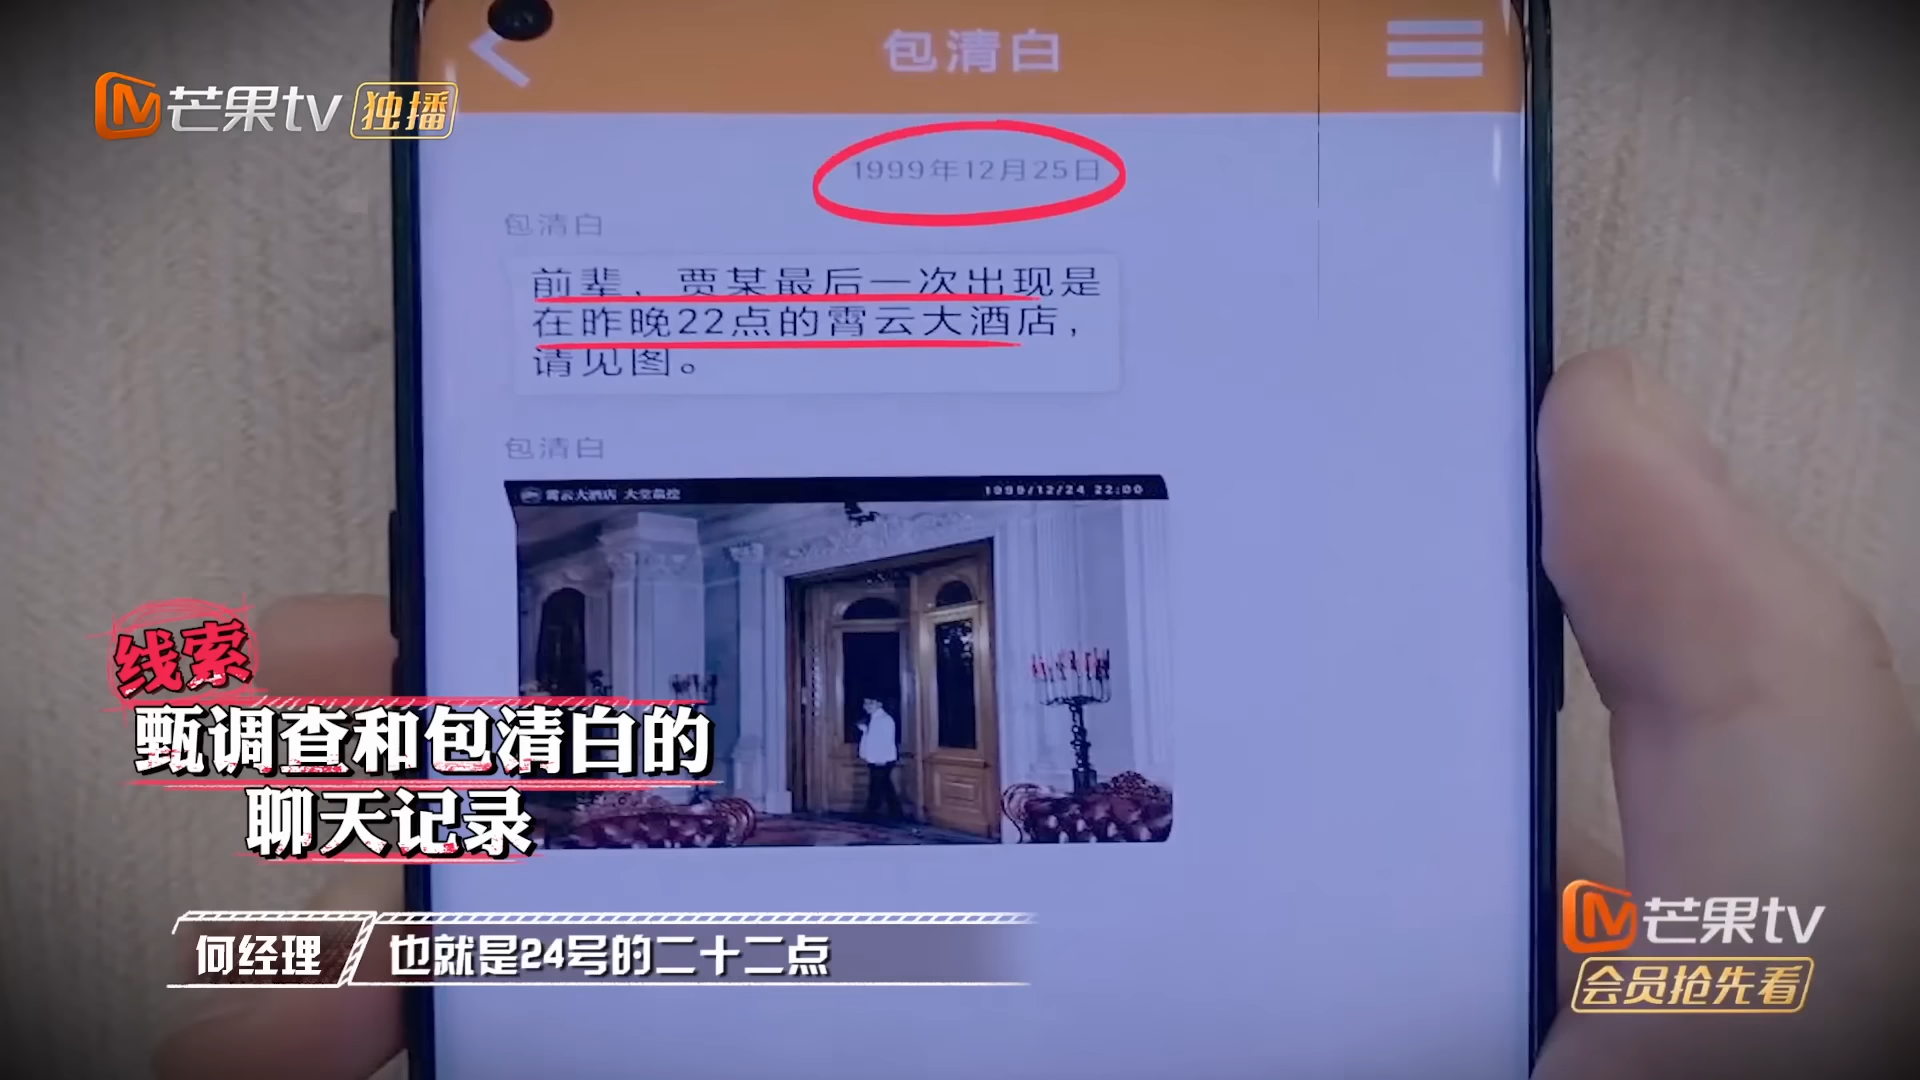 包清白
芒果tv 独播
1999年12月25日
包清白
前辈，贾某最后一次出现是
在昨晚22点的霄云大酒店，
请见图。
包清白
霄云大酒店 大堂监控
1999/12/24 22:00
线索
甄调查和包清白的
聊天记录
何经理
也就是24号的二十二点
芒果tv
会员抢先看